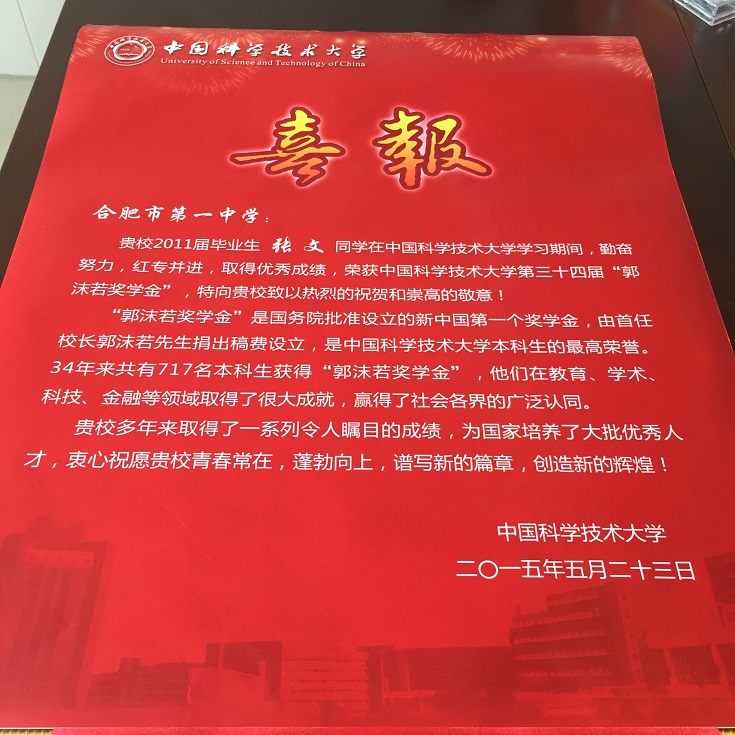 中国科学技术大学
University of Science and Technology of China
喜報
合肥市第一中学：
贵校2011届毕业生 张 文 同学在中国科学技术大学学习期间，勤奋
努力，红专并进，取得优秀成绩，荣获中国科学技术大学第三十四届“郭
沫若奖学金”，特向贵校致以热烈的祝贺和崇高的敬意！
“郭沫若奖学金”是国务院批准设立的新中国第一个奖学金，由首任
校长郭沫若先生捐出稿费设立，是中国科学技术大学本科生的最高荣誉。
34年来共有717名本科生获得“郭沫若奖学金”，他们在教育、学术、
科技、金融等领域取得了很大成就，赢得了社会各界的广泛认同。
贵校多年来取得了一系列令人瞩目的成绩，为国家培养了大批优秀人
才，衷心祝愿贵校青春常在，蓬勃向上，谱写新的篇章，创造新的辉煌！
中国科学技术大学
二〇一五年五月二十三日